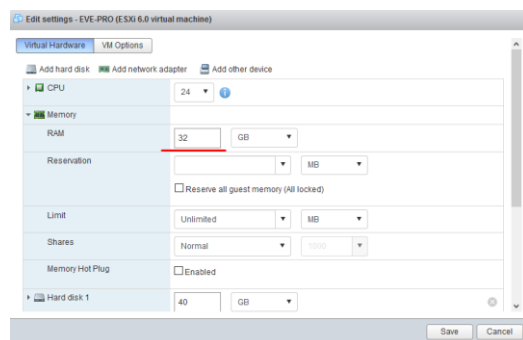 Edit settings - EVE-PRO (ESXi 6.0 virtual machine)
Virtual Hardware VM Options
Add hard disk Add network adapter Add other device
CPU 24
Memory
RAM 32 GB
Reservation MB
Reserve all guest memory (All locked)
Limit Unlimited MB
Shares Normal 1000
Memory Hot Plug Enabled
Hard disk 1 40 GB
Save Cancel